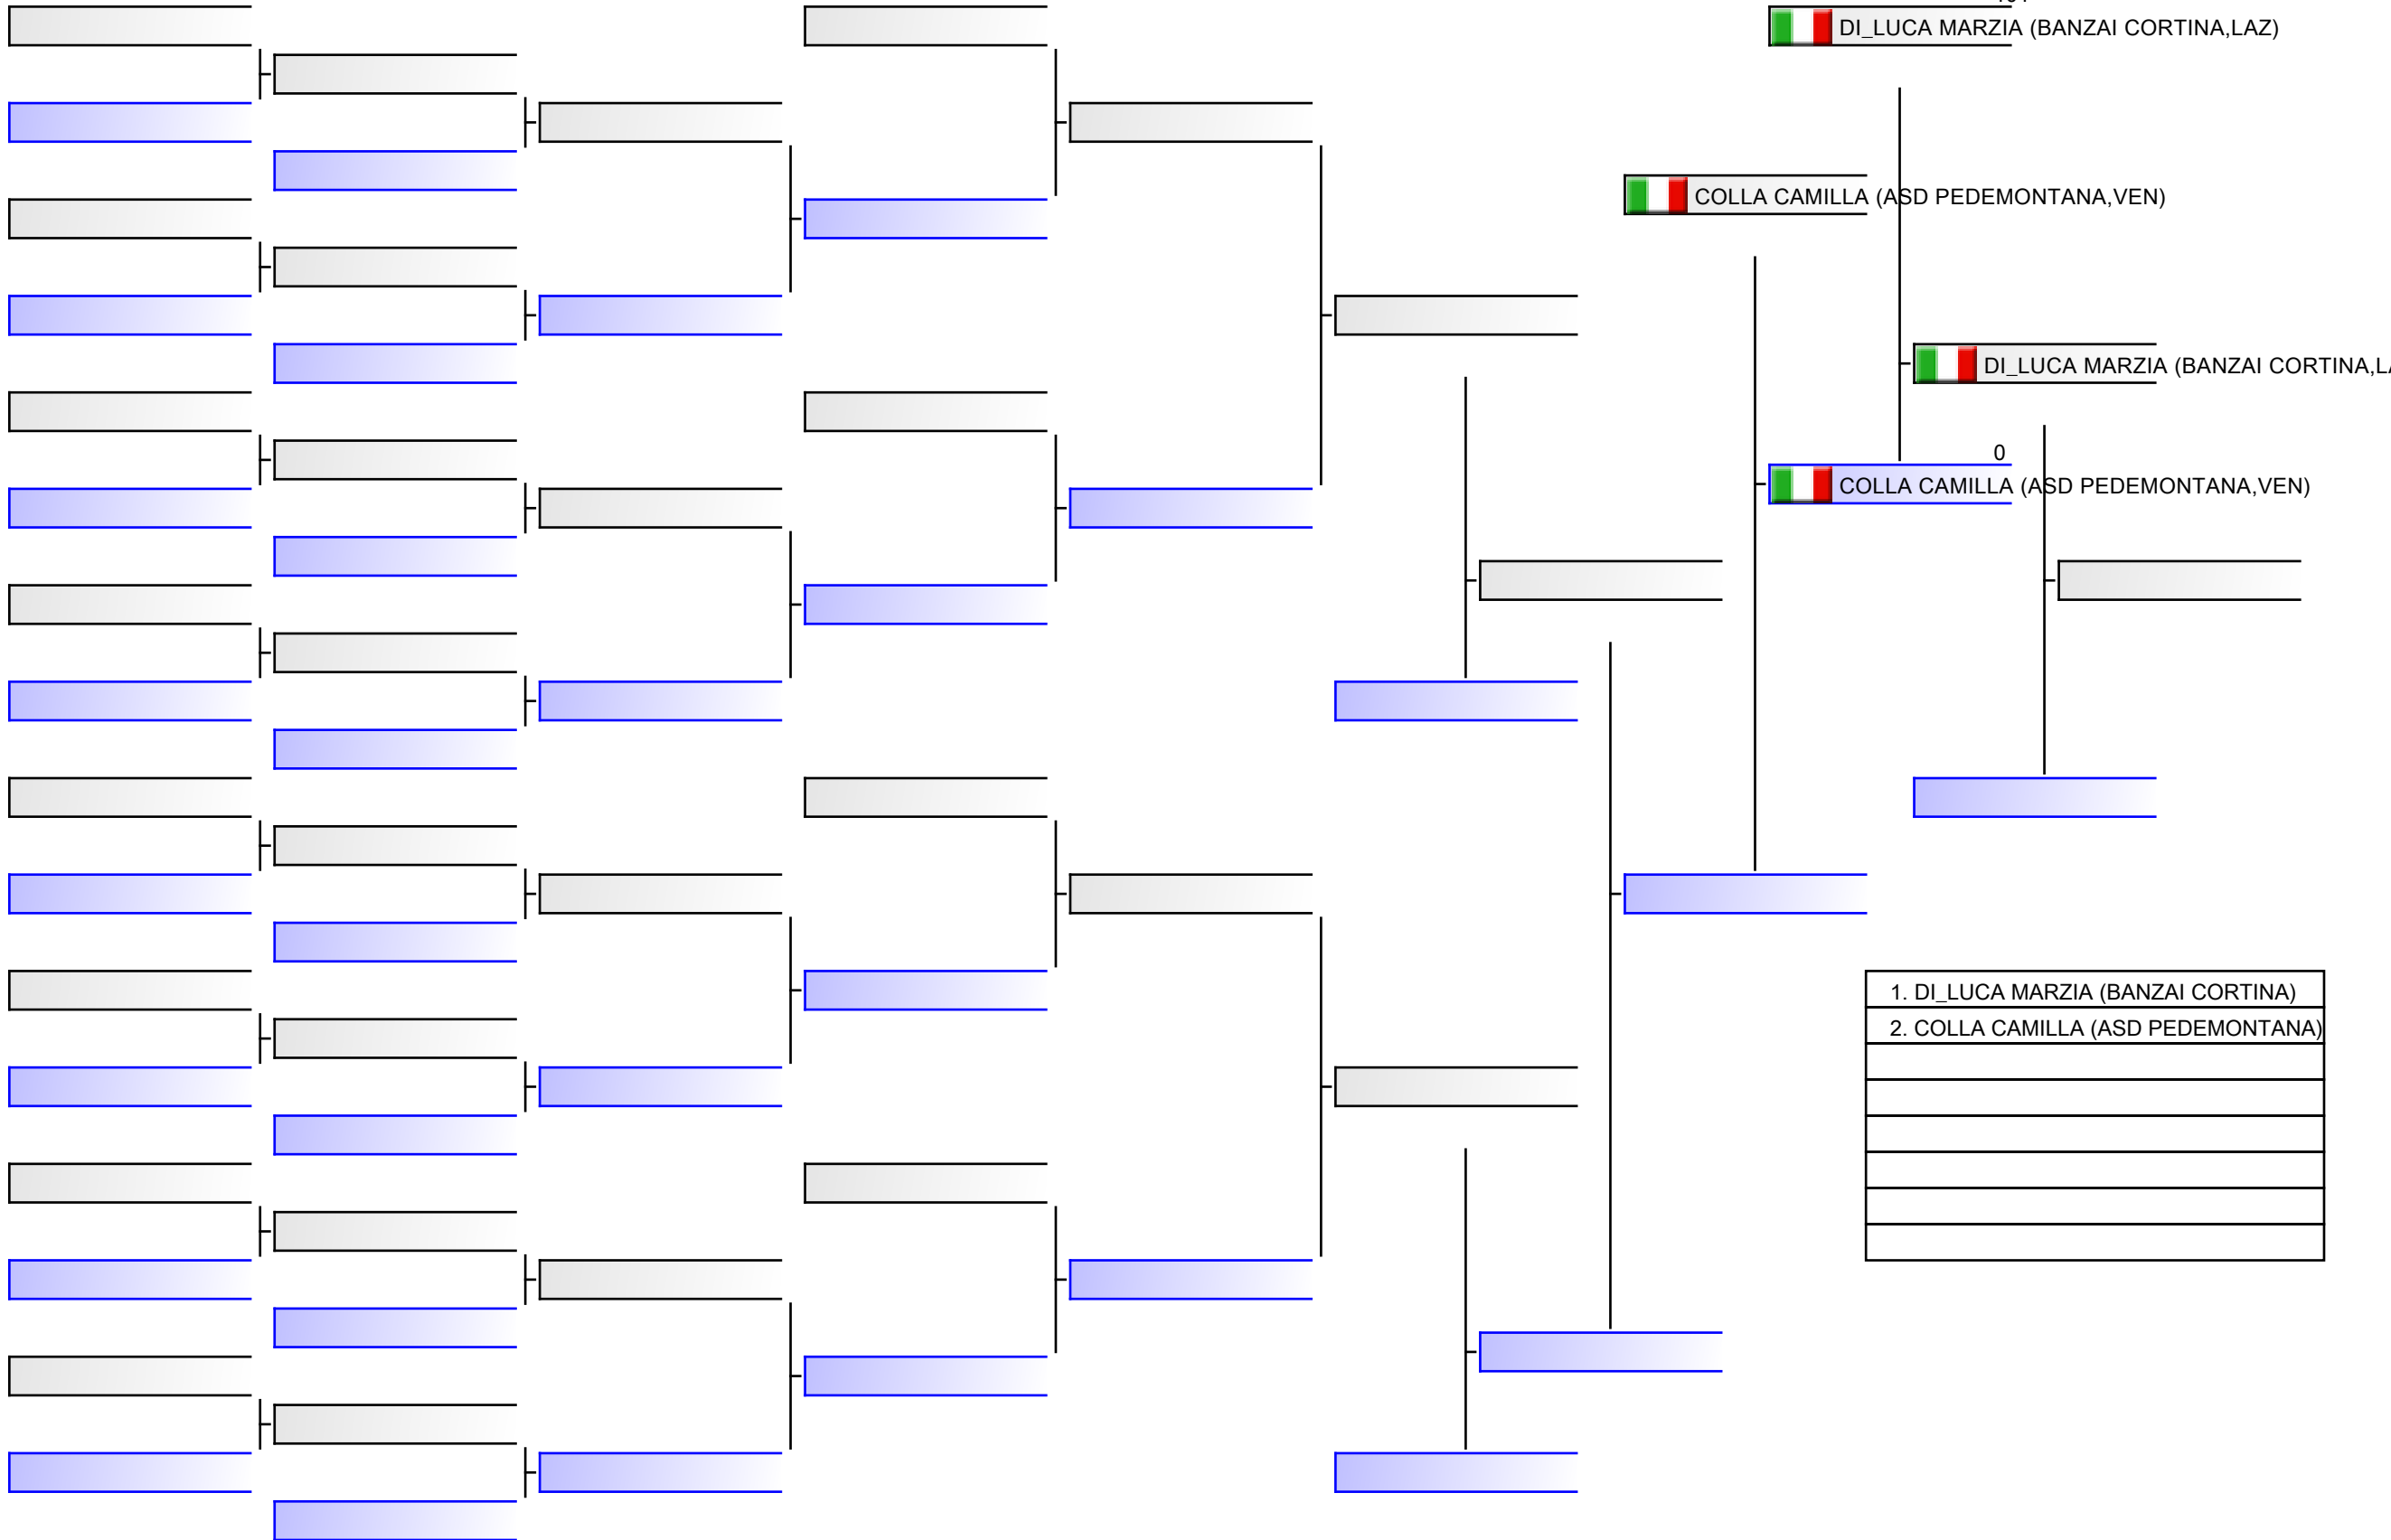 DI_LUCA MARZIA (BANZAI CORTINA,LAZ)
COLLA CAMILLA (ASD PEDEMONTANA,VEN)
DI_LUCA MARZIA (BANZAI CORTINA,
0
COLLA CAMILLA (ASD PEDEMONTANA,VEN)
1. DI_LUCA MARZIA (BANZAI CORTINA)
2. COLLA CAMILLA (ASD PEDEMONTANA)